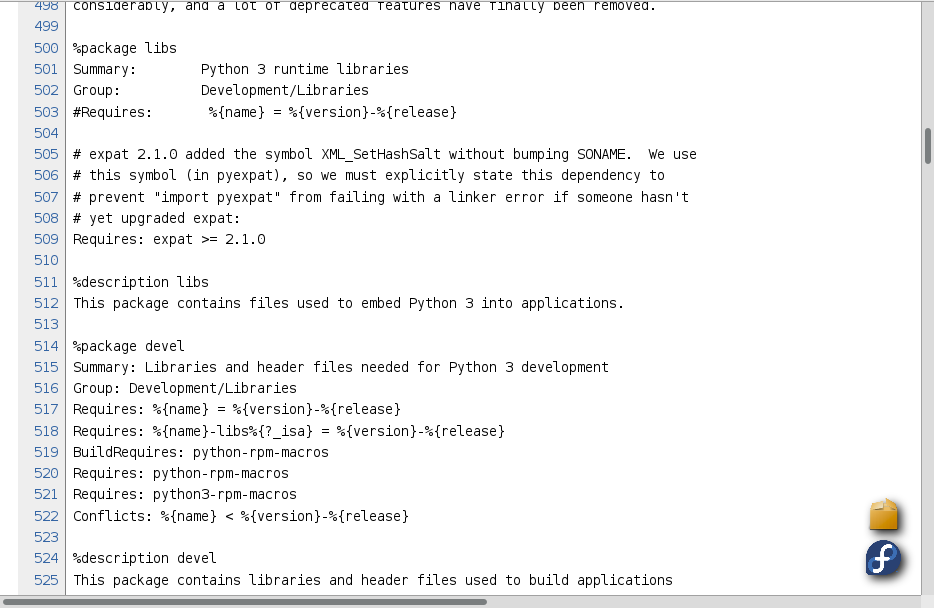 498 considerably, and a lot of deprecated features have finally been removed.
499
500 %package libs
501 Summary:        Python 3 runtime libraries
502 Group:          Development/Libraries
503 #Requires:       %{name} = %{version}-%{release}
504
505 # expat 2.1.0 added the symbol XML_SetHashSalt without bumping SONAME.  We use
506 # this symbol (in pyexpat), so we must explicitly state this dependency to
507 # prevent "import pyexpat" from failing with a linker error if someone hasn't
508 # yet upgraded expat:
509 Requires: expat >= 2.1.0
510
511 %description libs
512 This package contains files used to embed Python 3 into applications.
513
514 %package devel
515 Summary: Libraries and header files needed for Python 3 development
516 Group: Development/Libraries
517 Requires: %{name} = %{version}-%{release}
518 Requires: %{name}-libs%{?_isa} = %{version}-%{release}
519 BuildRequires: python-rpm-macros
520 Requires: python-rpm-macros
521 Requires: python3-rpm-macros
522 Conflicts: %{name} < %{version}-%{release}
523
524 %description devel
525 This package contains libraries and header files used to build applications